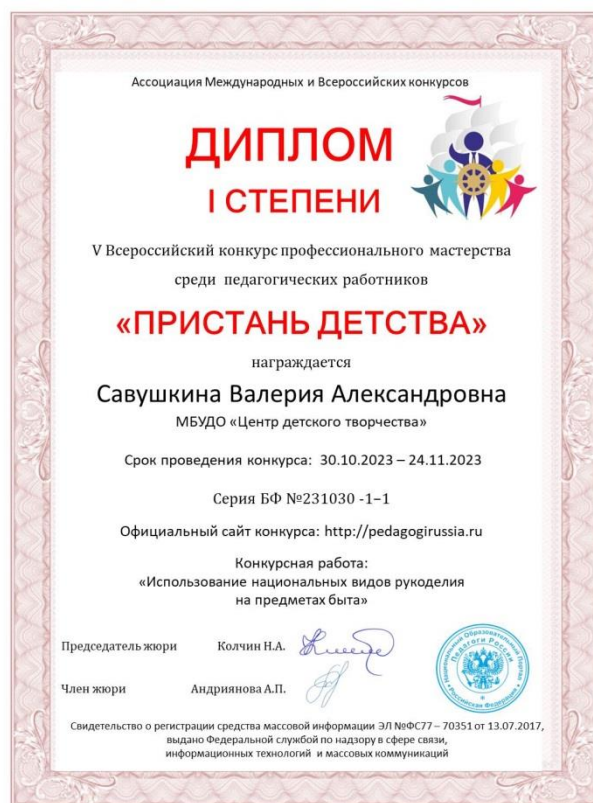 Ассоциация Международных и Всероссийских конкурсов
ДИПЛОМ
I СТЕПЕНИ
V Всероссийский конкурс профессионального мастерства
среди педагогических работников
«ПРИСТАНЬ ДЕТСТВА»
награждается
Савушкина Валерия Александровна
МБУДО «Центр детского творчества»
Срок проведения конкурса: 30.10.2023 – 24.11.2023
Серия БФ №231030 -1–1
Официальный сайт конкурса: http://pedagogirussia.ru
Конкурсная работа:
«Использование национальных видов рукоделия
на предметах быта»
Председатель жюри Колчин Н.А.
Член жюри Андриянова А.П.
Педагоги России
Российская Федерация
Свидетельство о регистрации средства массовой информации ЭЛ №ФС77 – 70351 от 13.07.2017,
выдано Федеральной службой по надзору в сфере связи,
информационных технологий и массовых коммуникаций